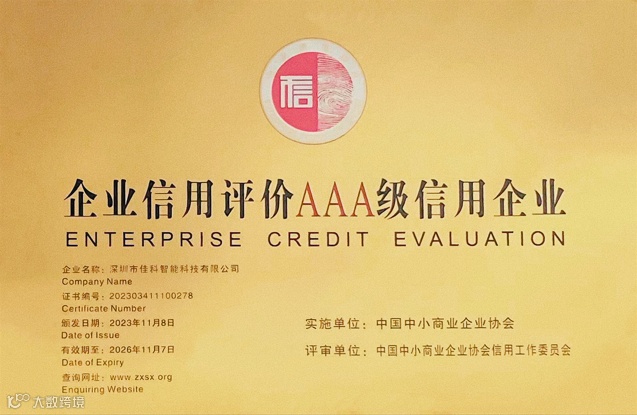 信
企业信用评价AAA级信用企业
ENTERPRISE CREDIT EVALUATION
企业名称：深圳市佳科智能科技有限公司
Company Name
证书编号：202303411100278
Certificate Number
颁发日期：2023年11月8日
Date of Issue
有效期至：2026年11月7日
Date of Expiry
查询网址：www.zxsx.org
Enquiring Website
实施单位：中国中小商业企业协会
评审单位：中国中小商业企业协会信用工作委员会
大数跨境